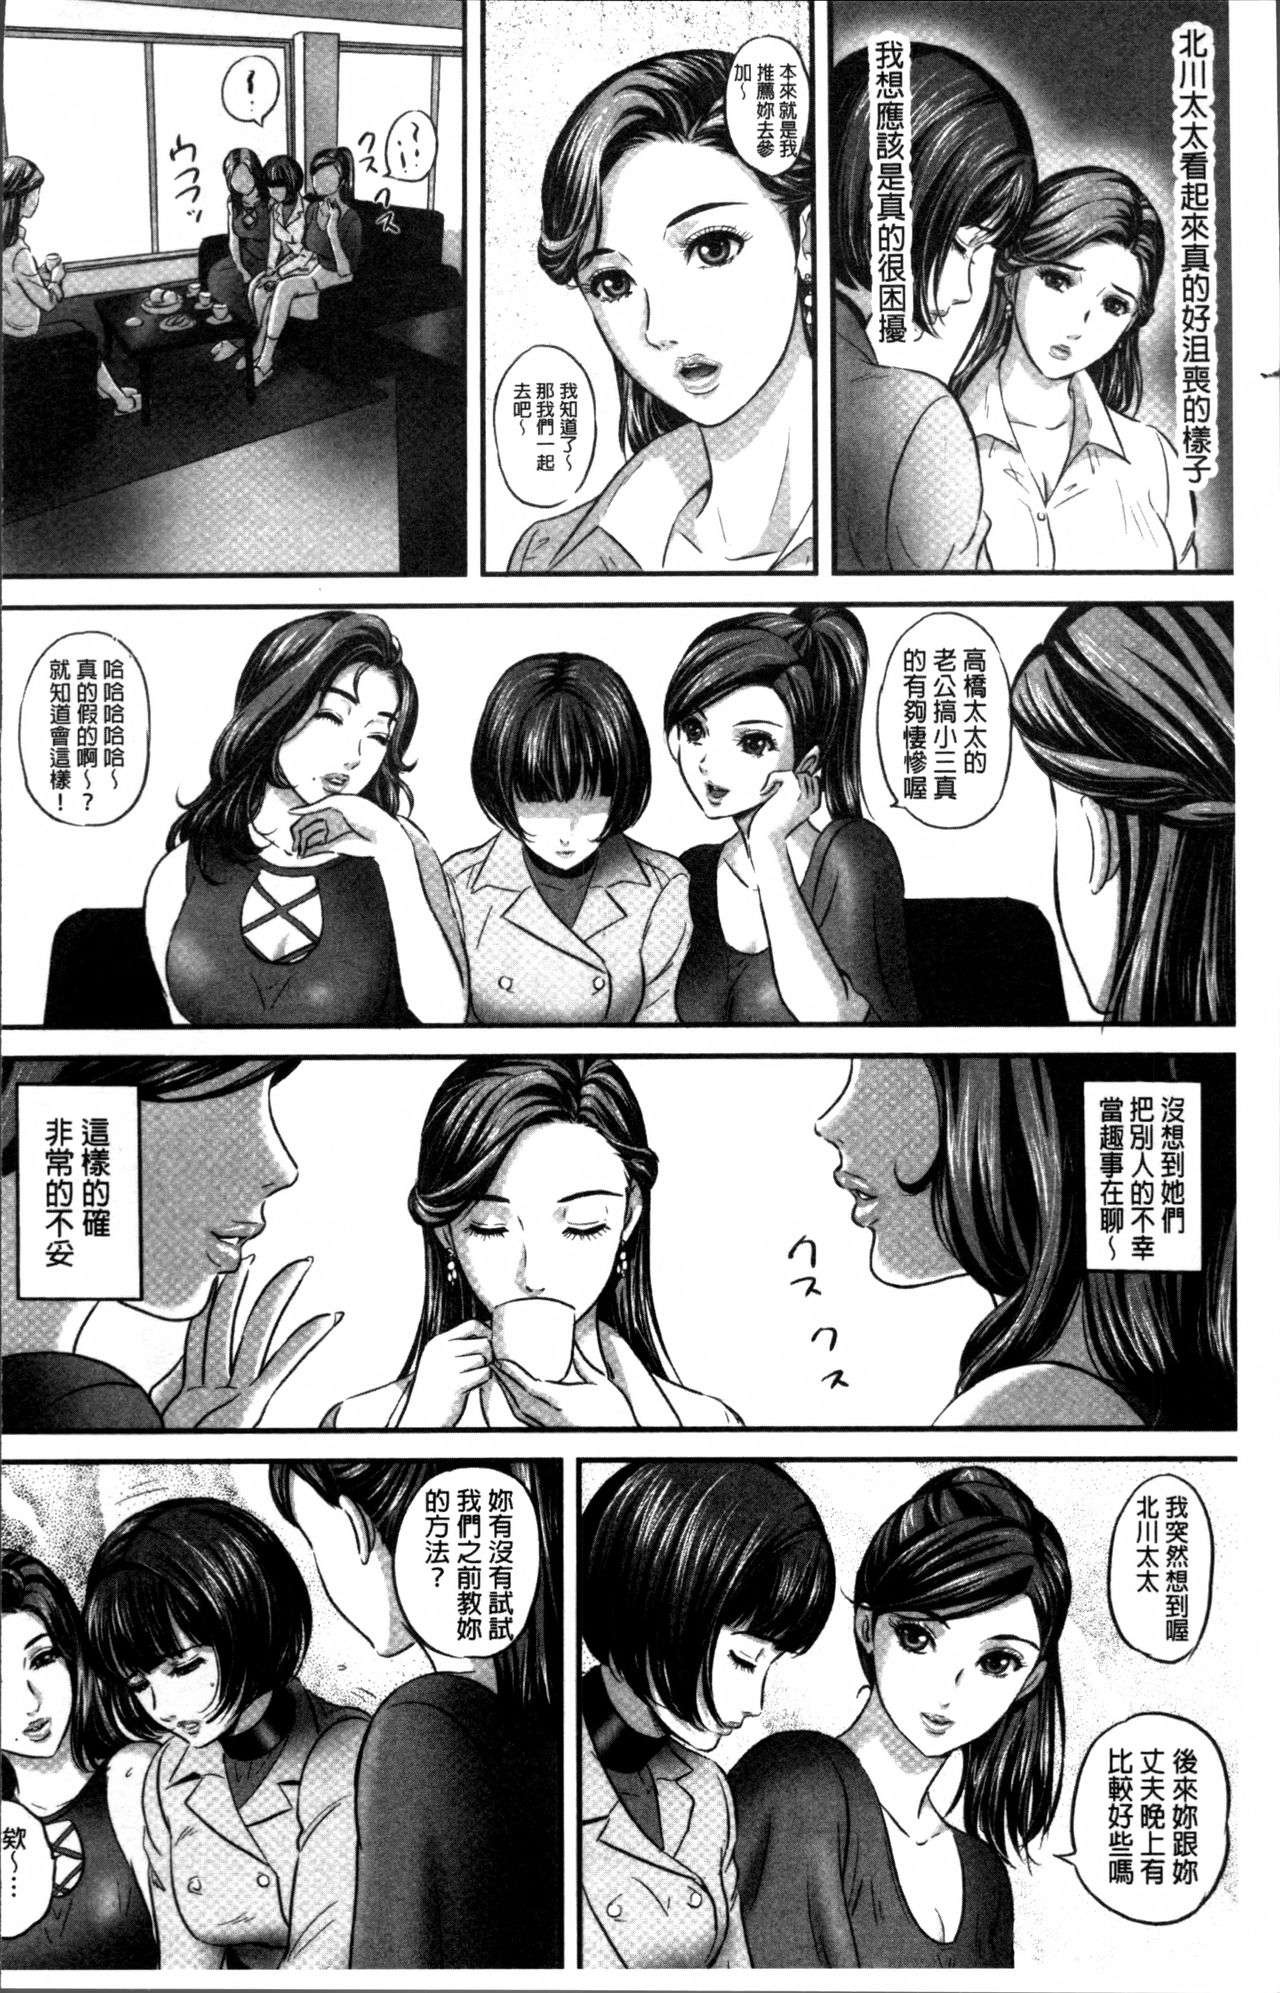 北川太太看起來真的好沮喪的樣子
我想應該是真的很困擾
本來就是我
推薦妳去參
加~
我知道了~
那我們一起
去吧~
…!
クス
クス
!
ウフフッ
高橋太太的
老公搞小三真
的有夠悽慘喔
哈哈哈哈哈~
真的假的啊~?
就知道會這樣!
沒想到她們
把別人的不幸
當趣事在聊~
クス
クス
這樣的確
非常的不妥
我突然想到喔
北川太太
後來妳跟妳
丈夫晚上有
比較好些嗎
妳有沒有試試
我們之前教妳
的方法?
欸~……